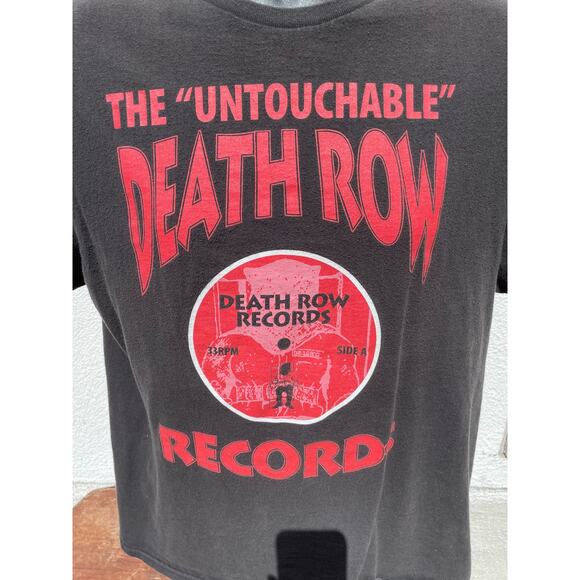 THE "UNTOUCHABLE"
DEATH ROW
DEATH ROW
RECORDS
33RPM SIDE A
RECORDS